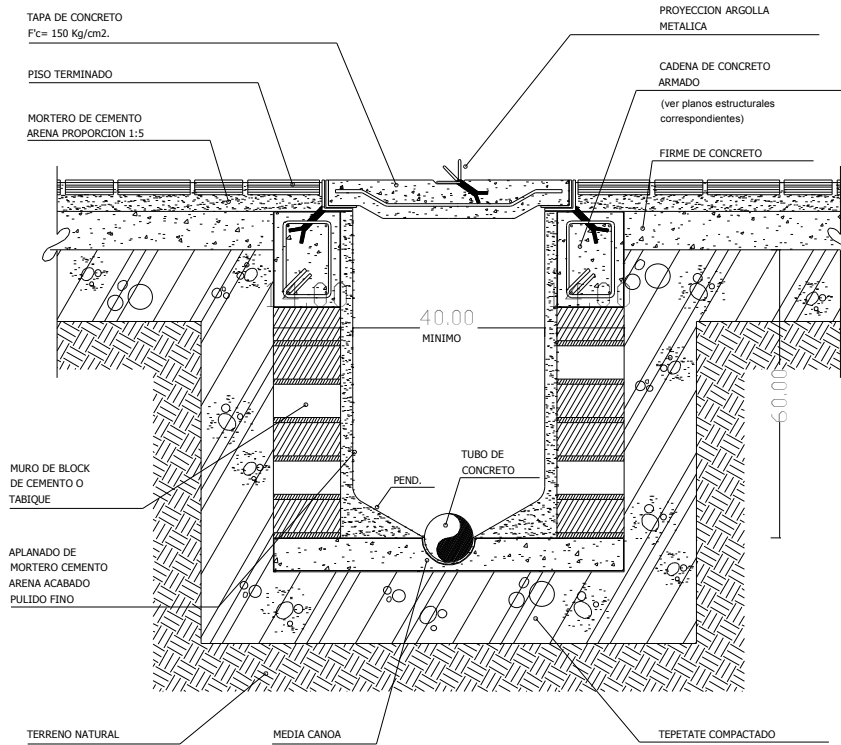 TAPA DE CONCRETO
F'c= 150 Kg/cm2.
PISO TERMINADO
MORTERO DE CEMENTO
ARENA PROPORCION 1:5
PROYECCION ARGOLLA
METALICA
CADENA DE CONCRETO
ARMADO
(ver planos estructurales
correspondientes)
FIRME DE CONCRETO
40.00
MINIMO
60.00
MURO DE BLOCK
DE CEMENTO O
TABIQUE
PEND.
TUBO DE
CONCRETO
APLANADO DE
MORTERO CEMENTO
ARENA ACABADO
PULIDO FINO
TERRENO NATURAL
MEDIA CANOA
TEPETATE COMPACTADO